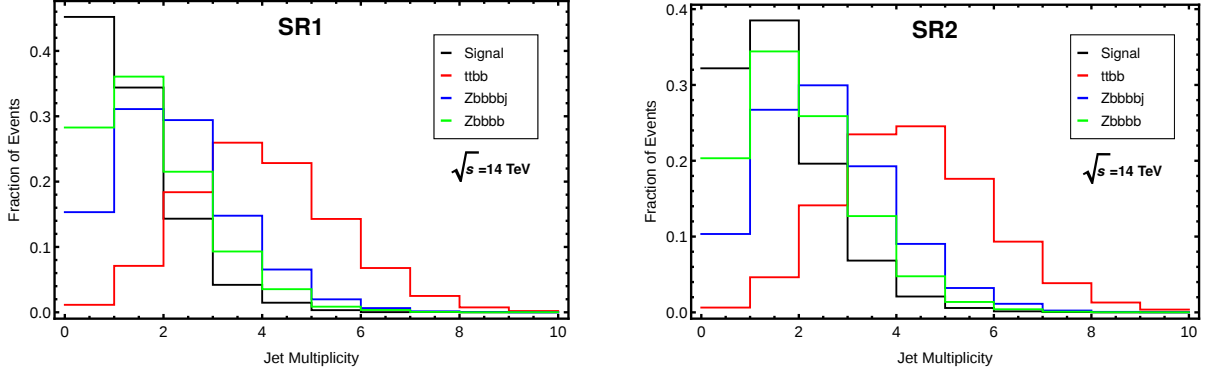 SR1
Fraction of Events
0.4
0.3
0.2
0.1
0.0
Signal
ttbb
Zbbbbj
Zbbbb
√s =14 TeV
0 2 4 6 8 10
Jet Multiplicity
SR2
Fraction of Events
0.4
0.3
0.2
0.1
0.0
Signal
ttbb
Zbbbbj
Zbbbb
√s =14 TeV
0 2 4 6 8 10
Jet Multiplicity